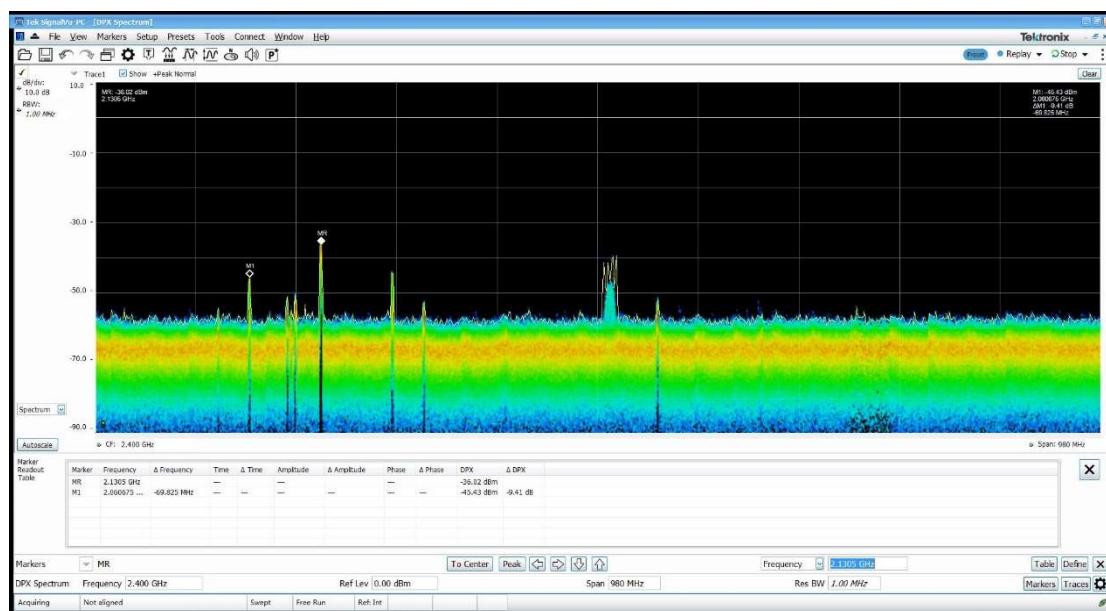 Tek SignalVu-PC - [DPX Spectrum]
File View Markers Setup Presets Tools Connect Window Help
Tektronix
Preset Replay Stop
Trace1 Show +Peak Normal Clear
dB/div:
10.0 dB
RBW:
1.00 MHz
10.0
MR: -36.02 dBm
2.1305 GHz
M1: -45.43 dBm
2.060675 GHz
ΔM1 -9.41 dB
-69.825 MHz
-10.0
-30.0
MR
M1
-50.0
-70.0
Spectrum
-90.0
Autoscale
CF: 2.400 GHz
Span: 980 MHz
Marker
Readout
Table
Marker Frequency Δ Frequency Time Δ Time Amplitude Δ Amplitude Phase Δ Phase DPX Δ DPX
MR 2.1305 GHz --- --- --- -36.02 dBm
M1 2.060675 ... -69.825 MHz --- --- --- --- --- --- -45.43 dBm -9.41 dB
Markers MR To Center Peak Frequency 2.1305 GHz Table Define X
DPX Spectrum Frequency 2.400 GHz Ref Lev 0.00 dBm Span 980 MHz Res BW 1.00 MHz Markers Traces
Acquiring Not aligned Swept Free Run Ref: Int